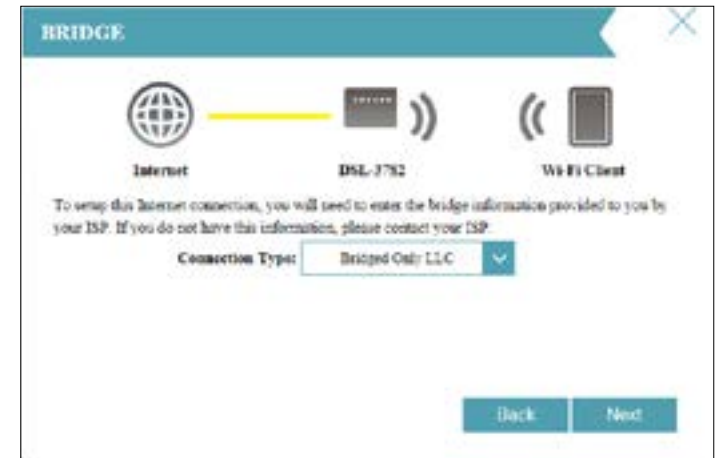 BRIDGE
Internet DSL-3782 Wi-Fi Client
To setup this Internet connection, you will need to enter the bridge information provided to you by
your ISP. If you do not have this information, please contact your ISP.
Connection Type: Bridged Only LLC
Back Next